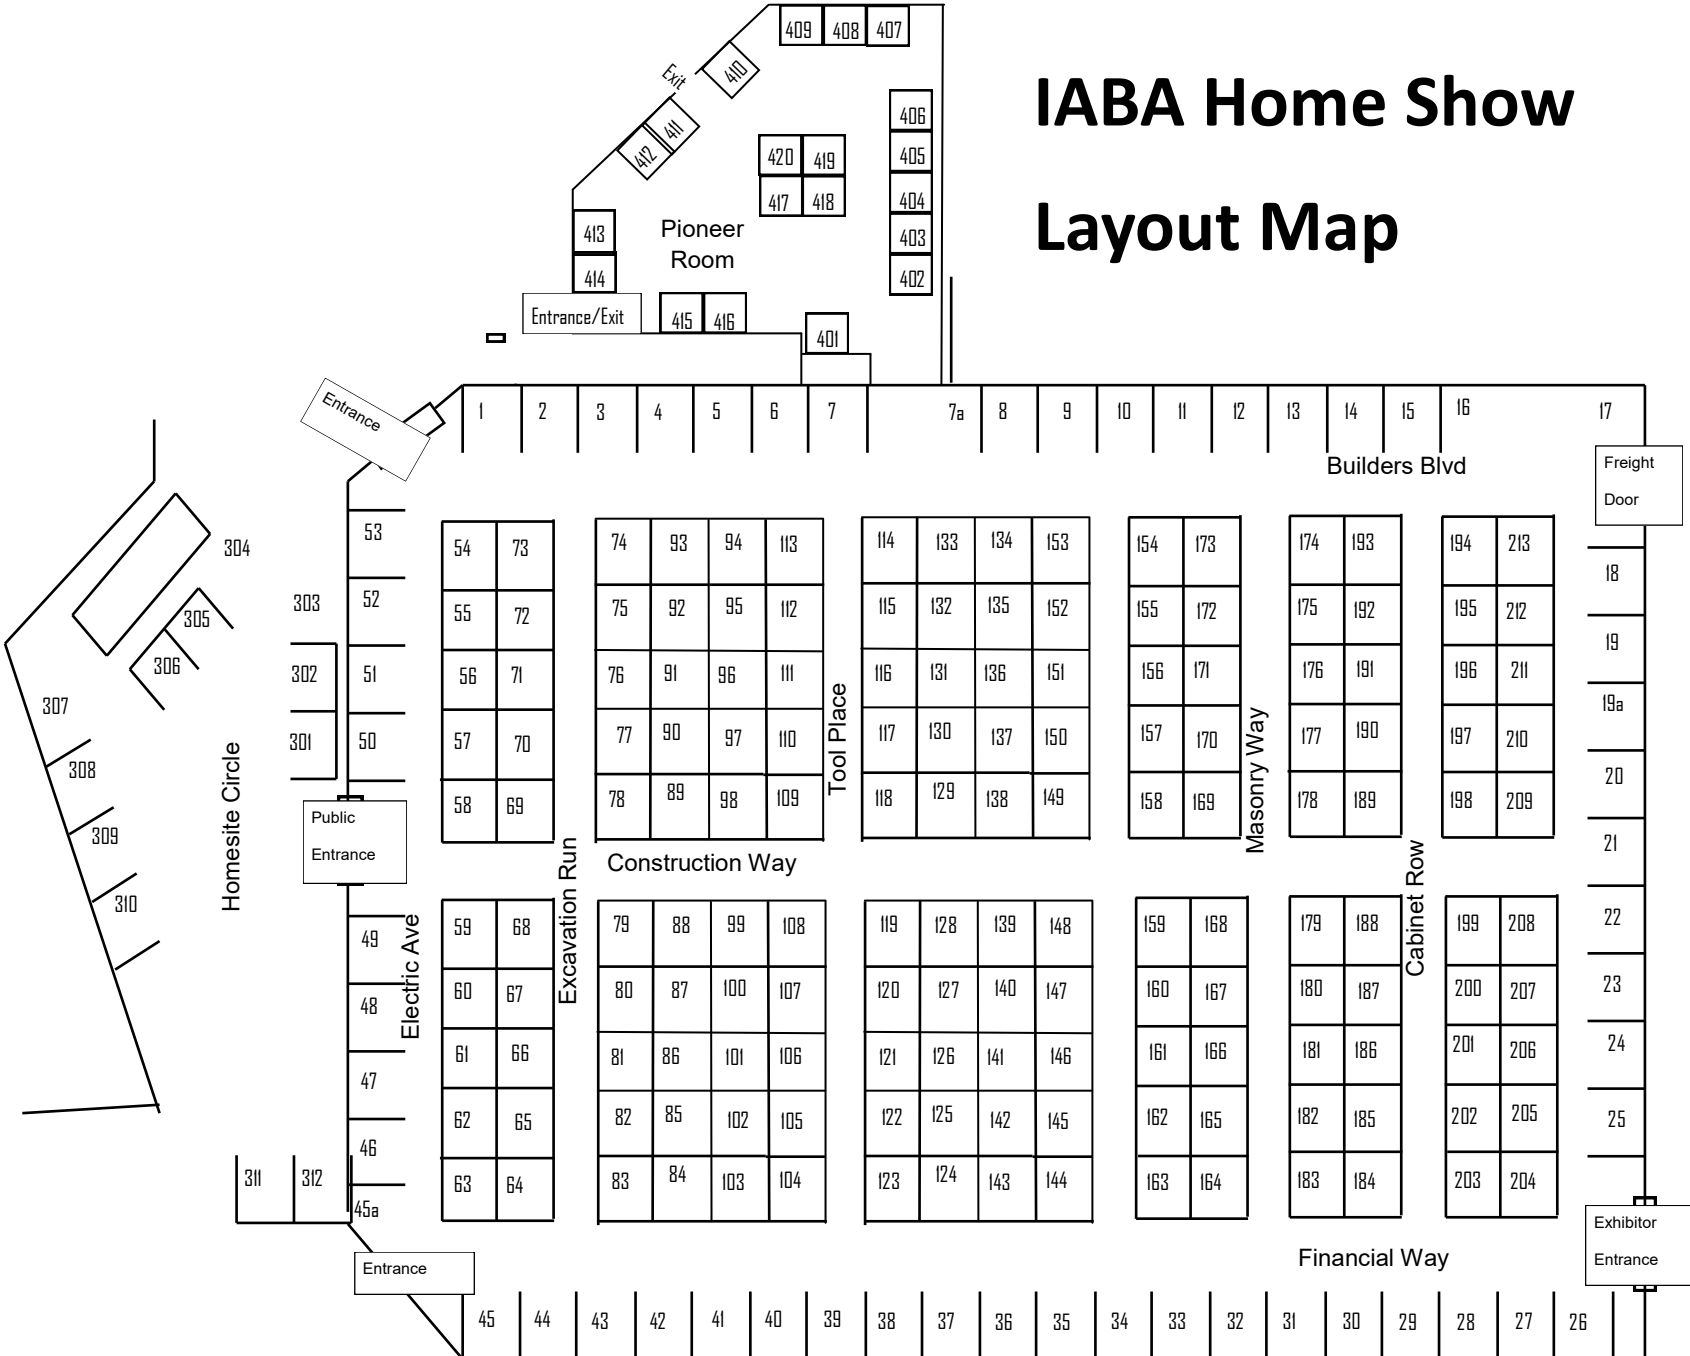 IABA Home Show
Layout Map
409 408 407
410
Exit
411
412
406
405
404
403
402
420 419
417 418
413
414
Pioneer
Room
Entrance/Exit
415 416
401
Entrance
1 2 3 4 5 6 7 7a 8 9 10 11 12 13 14 15 16 17
Builders Blvd
Freight
Door
304
303
305
306
302
301
307
308
309
310
Homesite Circle
311 312
53
52
51
50
Public
Entrance
49
48
47
46
45a
Electric Ave
54 73
55 72
56 71
57 70
58 69
59 68
60 67
61 66
62 65
63 64
Excavation Run
74 93 94 113
75 92 95 112
76 91 96 111
77 90 97 110
78 89 98 109
Construction Way
79 88 99 108
80 87 100 107
81 86 101 106
82 85 102 105
83 84 103 104
Tool Place
114 133 134 153
115 132 135 152
116 131 136 151
117 130 137 150
118 129 138 149
119 128 139 148
120 127 140 147
121 126 141 146
122 125 142 145
123 124 143 144
154 173
155 172
156 171
157 170
158 169
159 168
160 167
161 166
162 165
163 164
Masonry Way
174 193
175 192
176 191
177 190
178 189
179 188
180 187
181 186
182 185
183 184
Cabinet Row
194 213
195 212
196 211
197 210
198 209
199 208
200 207
201 206
202 205
203 204
18
19
19a
20
21
22
23
24
25
Exhibitor
Entrance
Financial Way
Entrance
45 44 43 42 41 40 39 38 37 36 35 34 33 32 31 30 29 28 27 26